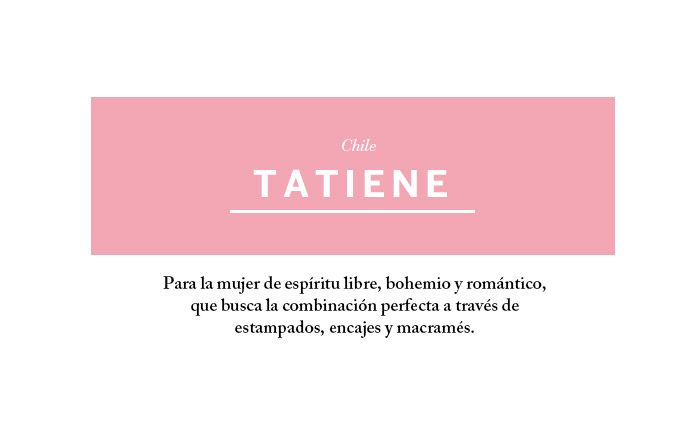 Chile
TATIENE
Para la mujer de espíritu libre, bohemio y romántico,
que busca la combinación perfecta a través de
estampados, encajes y macramés.